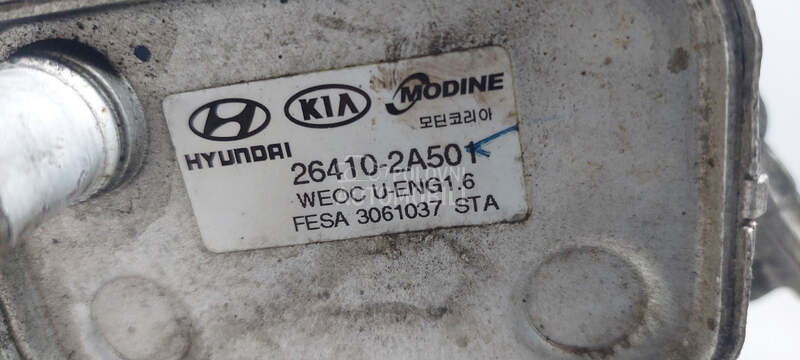 HYUNDAI KIA MODINE
모딘코리아
26410-2A501
WEOC U-ENG1.6
FESA 3061037 STA